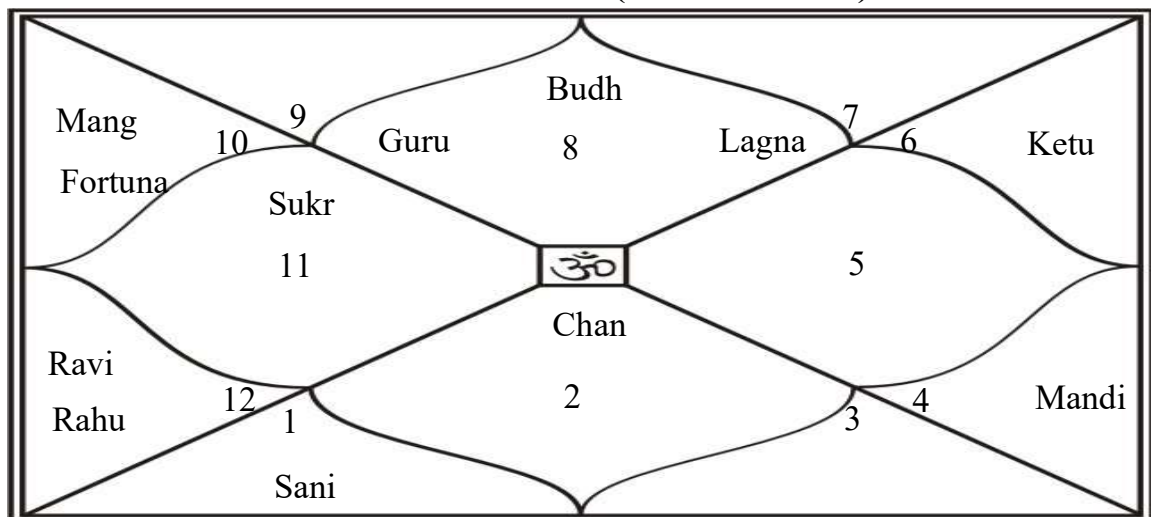 Budh
Mang 9 7
10 Guru 8 Lagna 6 Ketu
Fortuna
Sukr
11 ॐ 5
Chan
Ravi
12 2 4 Mandi
Rahu 1 3
Sani